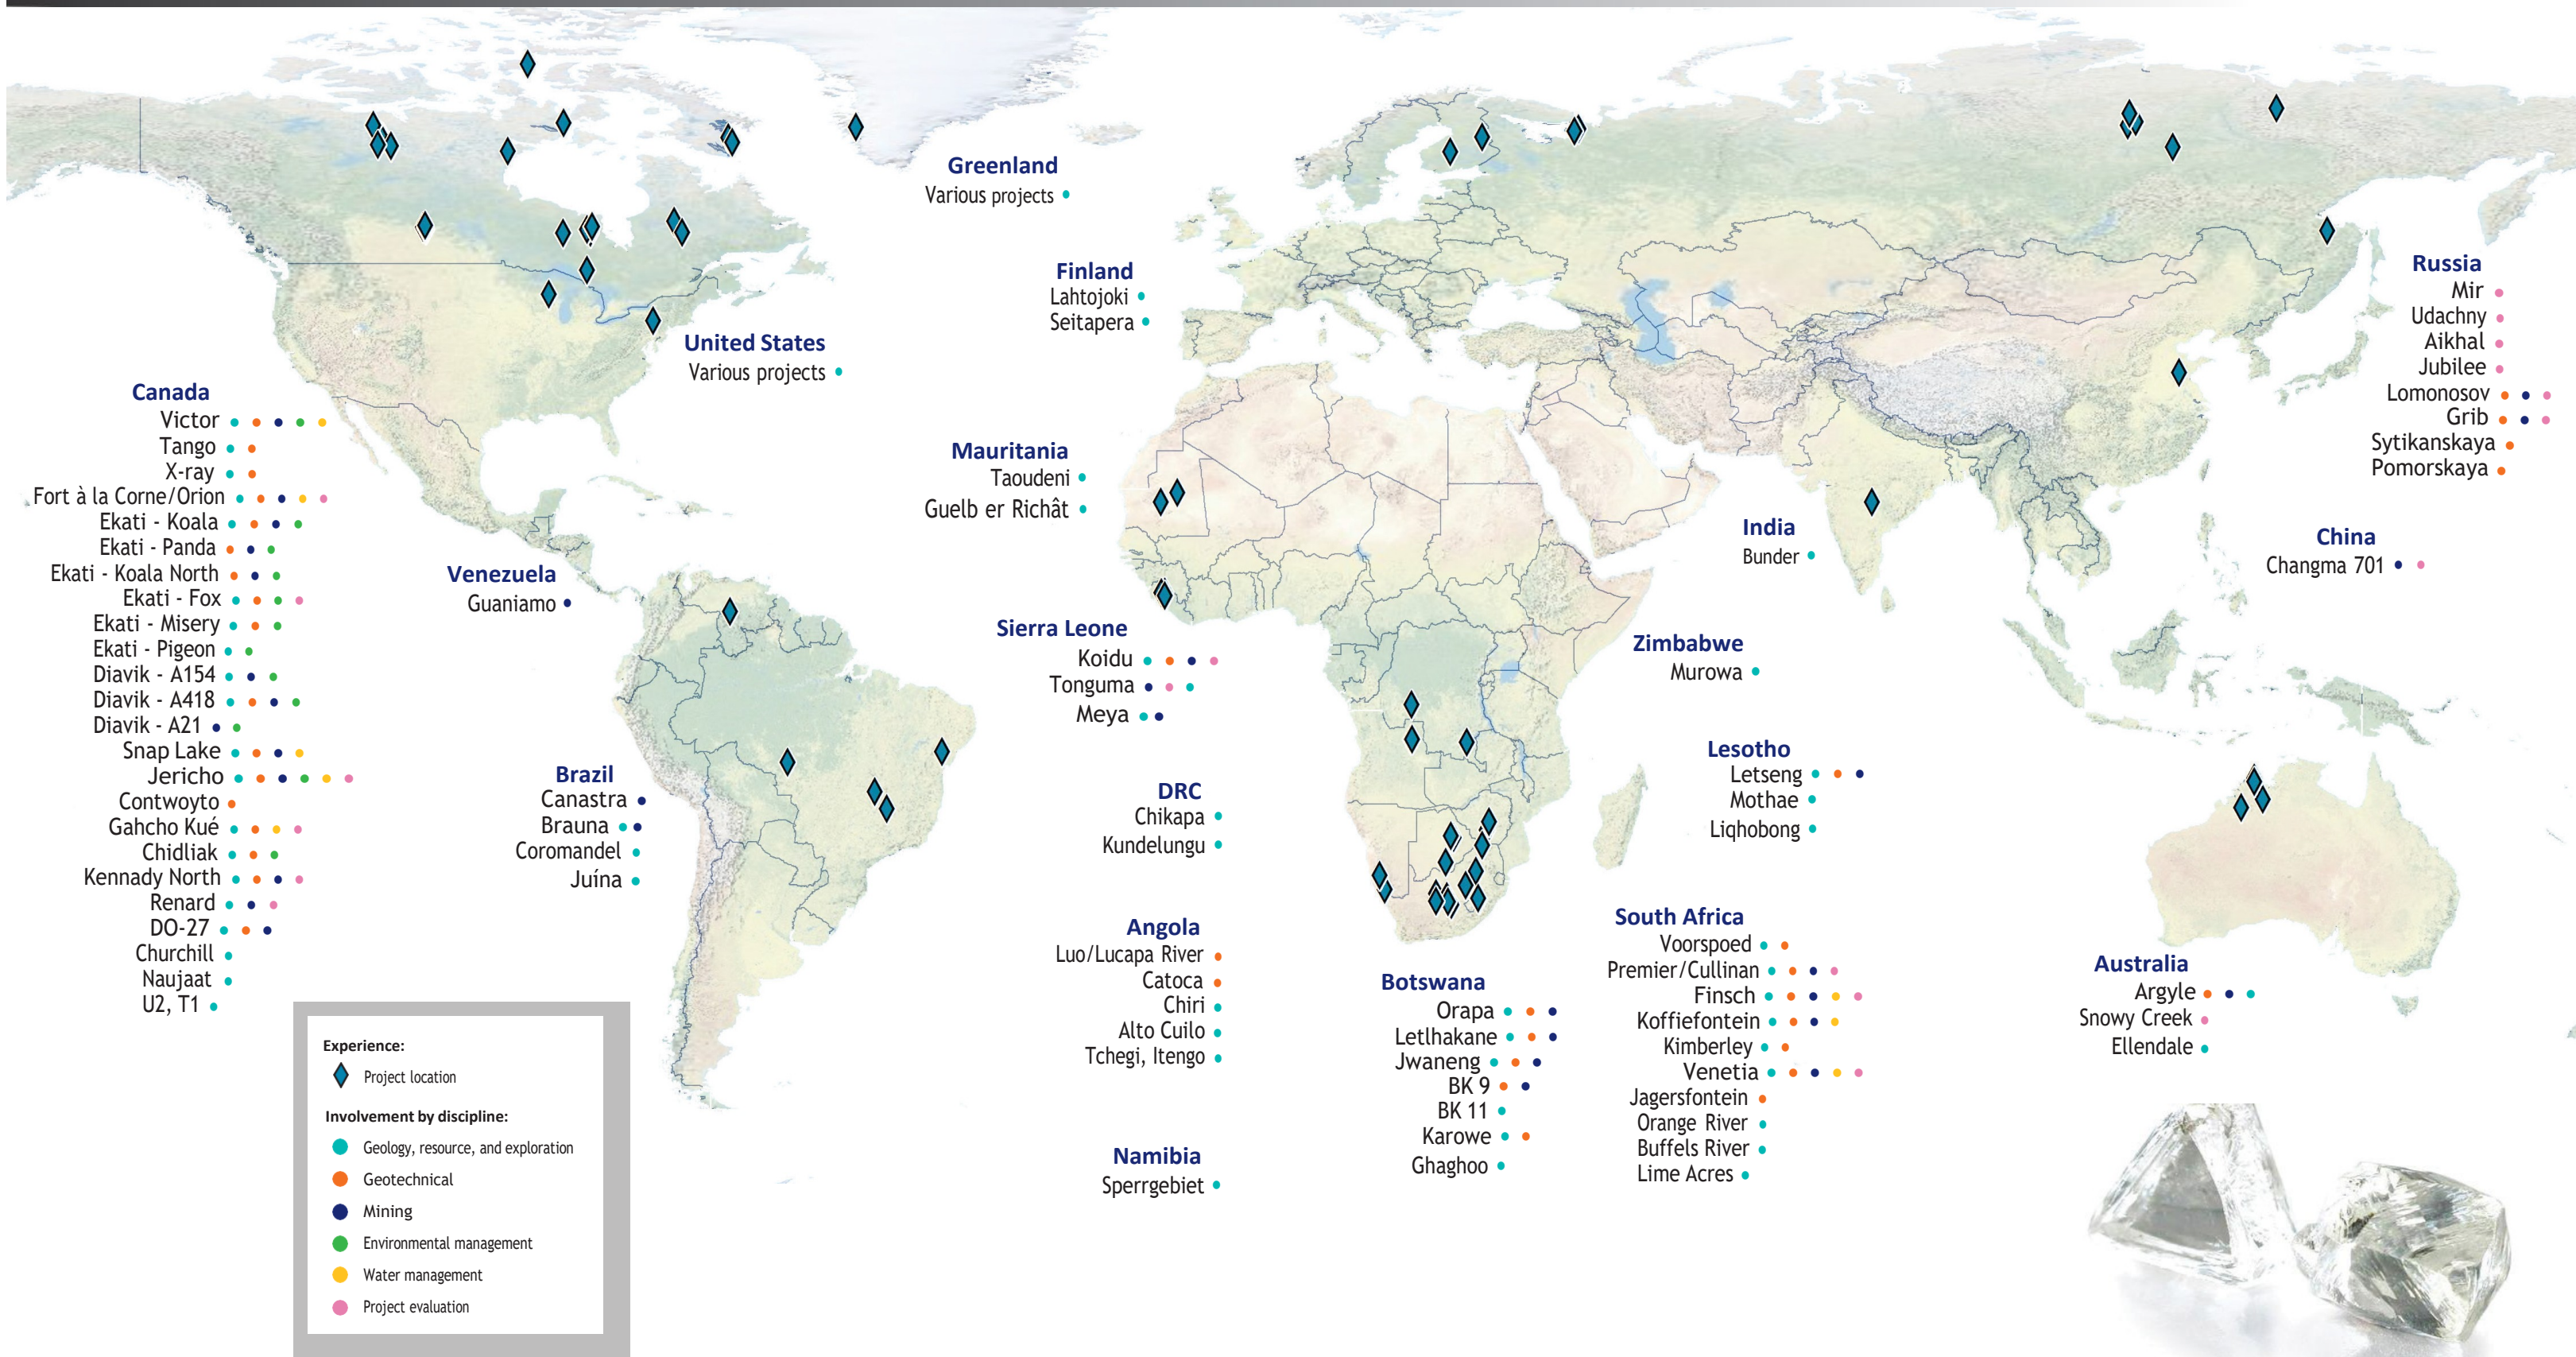 Greenland
Various projects
Finland
Lahtojoki
Seitapera
United States
Various projects
Canada
Victor
Tango
X-ray
Fort à la Corne/Orion
Ekati - Koala
Ekati - Panda
Ekati - Koala North
Ekati - Fox
Ekati - Misery
Ekati - Pigeon
Diavik - A154
Diavik - A418
Diavik - A21
Snap Lake
Jericho
Contwoyto
Gahcho Kué
Chidliak
Kennady North
Renard
DO-27
Churchill
Naujaat
U2, T1
Venezuela
Guaniamo
Brazil
Canastra
Brauna
Coromandel
Juína
Mauritania
Taoudeni
Guelb er Richât
Sierra Leone
Koidu
Tonguma
Meya
DRC
Chikapa
Kundelungu
Angola
Luo/Lucapa River
Catoca
Chiri
Alto Cuilo
Tchegi, Itengo
Namibia
Sperrgebiet
Botswana
Orapa
Letlhakane
Jwaneng
BK 9
BK 11
Karowe
Ghaghoo
South Africa
Voorspoed
Premier/Cullinan
Finsch
Koffiefontein
Kimberley
Venetia
Jagersfontein
Orange River
Buffels River
Lime Acres
Lesotho
Letseng
Mothae
Liqhobong
Zimbabwe
Murowa
India
Bunder
Russia
Mir
Udachny
Aikhal
Jubilee
Lomonosov
Grib
Sytikanskaya
Pomorskaya
China
Changma 701
Australia
Argyle
Snowy Creek
Ellendale
Experience:
Project location
Involvement by discipline:
Geology, resource, and exploration
Geotechnical
Mining
Environmental management
Water management
Project evaluation